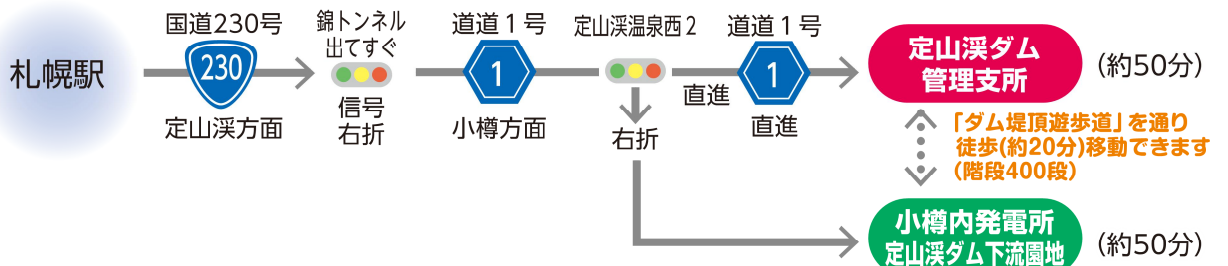 札幌駅
国道230号
230
定山渓方面
錦トンネル
出てすぐ
信号
右折
道道1号
1
小樽方面
定山渓温泉西2
右折
直進
道道1号
1
直進
定山渓ダム
管理支所
(約50分)
「ダム堤頂遊歩道」を通り
徒歩(約20分)移動できます
(階段400段)
小樽内発電所
定山渓ダム下流園地
(約50分)